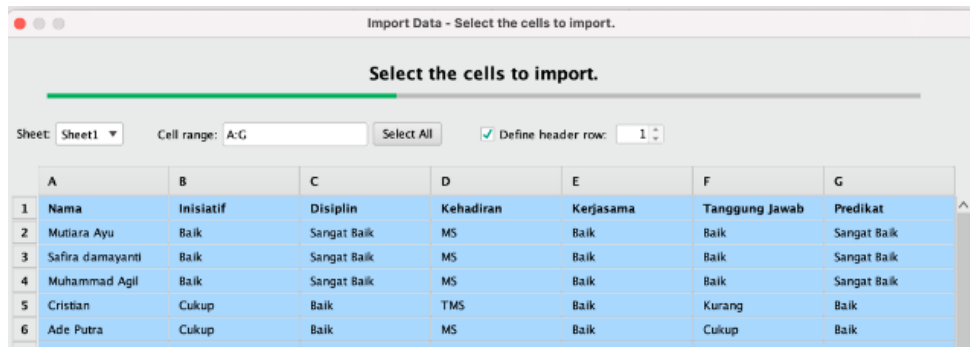 Import Data - Select the cells to import.
Select the cells to import.
Sheet: Sheet1 Cell range: A:G Select All Define header row: 1
A B C D E F G
1 Nama Inisiatif Disiplin Kehadiran Kerjasama Tanggung Jawab Predikat
2 Mutiara Ayu Baik Sangat Baik MS Baik Baik Sangat Baik
3 Safira damayanti Baik Sangat Baik MS Baik Baik Sangat Baik
4 Muhammad Agil Baik Sangat Baik MS Baik Baik Sangat Baik
5 Cristian Cukup Baik TMS Baik Kurang Baik
6 Ade Putra Cukup Baik MS Baik Cukup Baik